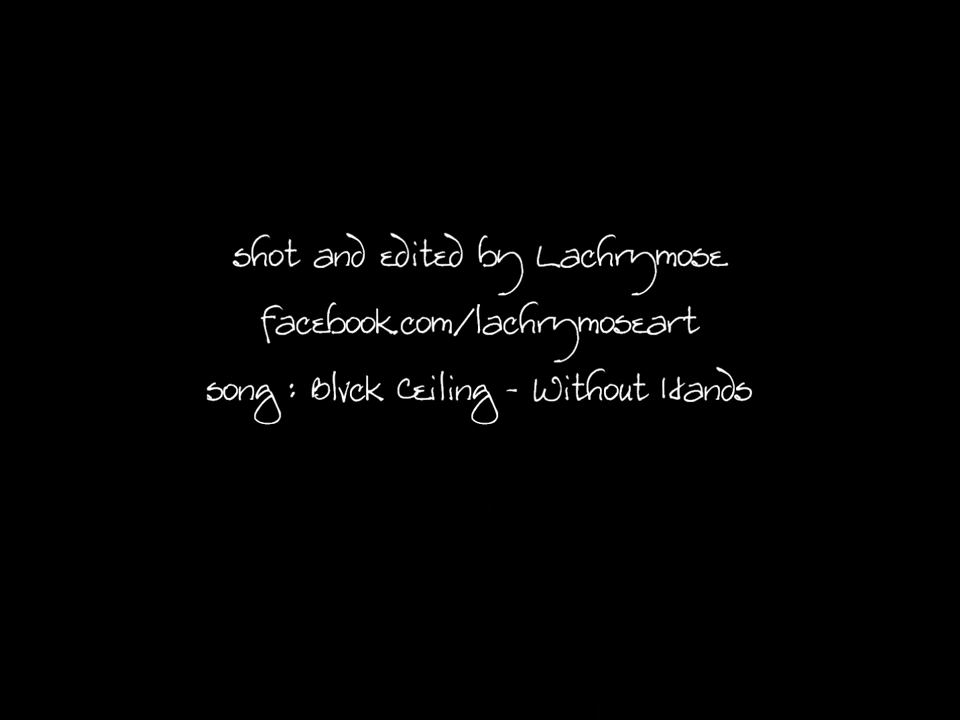 shot and edited by Lachrymose
facebook.com/lachrymoseart
song : Blvck Ceiling - Without Hands